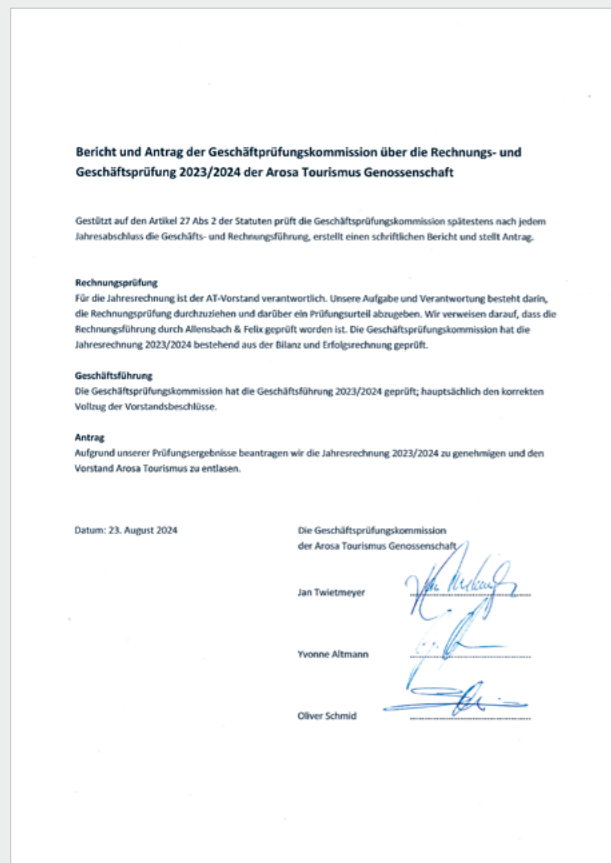 Bericht und Antrag der Geschäftprüfungskommission über die Rechnungs- und
Geschäftsprüfung 2023/2024 der Arosa Tourismus Genossenschaft
Gestützt auf den Artikel 27 Abs 2 der Statuten prüft die Geschäftsprüfungskommission spätestens nach jedem
Jahresabschluss die Geschäfts- und Rechnungsführung, erstellt einen schriftlichen Bericht und stellt Antrag.
Rechnungsprüfung
Für die Jahresrechnung ist der AT-Vorstand verantwortlich. Unsere Aufgabe und Verantwortung besteht darin,
die Rechnungsprüfung durchzuziehen und darüber ein Prüfungsurteil abzugeben. Wir verweisen darauf, dass die
Rechnungsführung durch Allensbach & Felix geprüft worden ist. Die Geschäftsprüfungskommission hat die
Jahresrechnung 2023/2024 bestehend aus der Bilanz und Erfolgsrechnung geprüft.
Geschäftsführung
Die Geschäftsprüfungskommission hat die Geschäftsführung 2023/2024 geprüft; hauptsächlich den korrekten
Vollzug der Vorstandsbeschlüsse.
Antrag
Aufgrund unserer Prüfungsergebnisse beantragen wir die Jahresrechnung 2023/2024 zu genehmigen und den
Vorstand Arosa Tourismus zu entlasen.
Datum: 23. August 2024
Die Geschäftsprüfungskommission
der Arosa Tourismus Genossenschaft
Jan Twietmeyer
Yvonne Altmann
Oliver Schmid